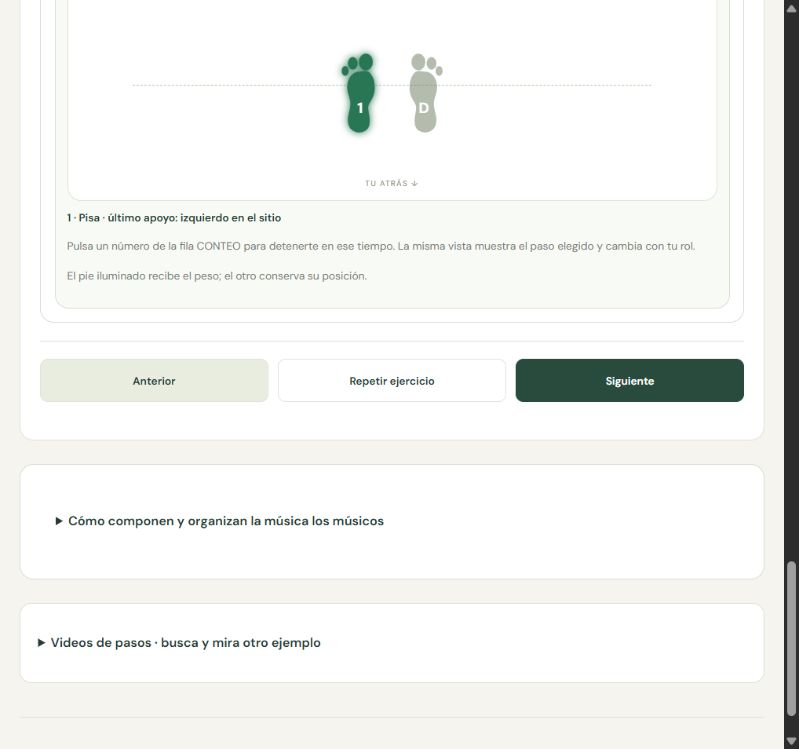 1
D
TU ATRÁS ↓
1 · Pisa · último apoyo: izquierdo en el sitio
Pulsa un número de la fila CONTEO para detenerte en ese tiempo. La misma vista muestra el paso elegido y cambia con tu rol.
El pie iluminado recibe el peso; el otro conserva su posición.
Anterior
Repetir ejercicio
Siguiente
Cómo componen y organizan la música los músicos
Videos de pasos · busca y mira otro ejemplo